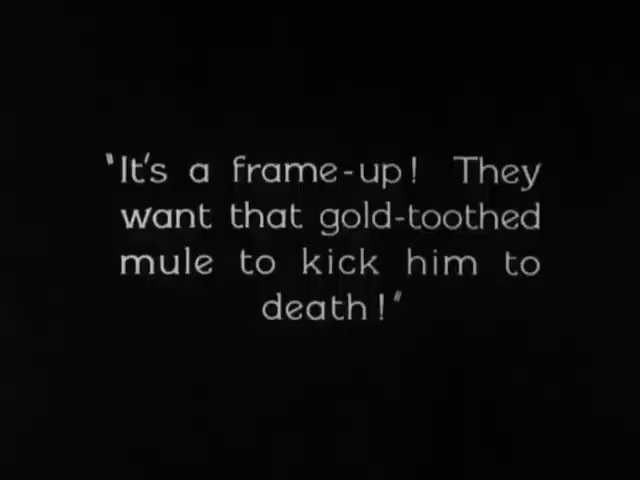 "It's a frame-up! They
want that gold-toothed
mule to kick him to
death!"